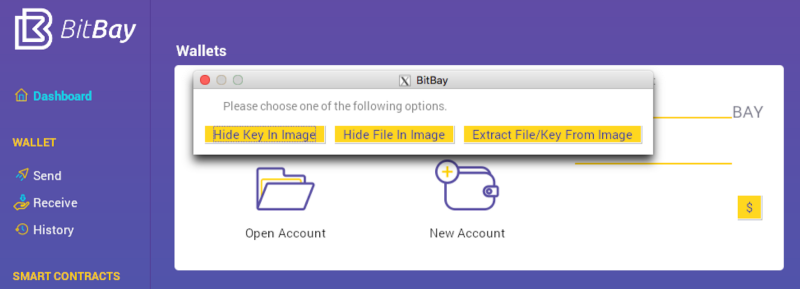 BitBay
Wallets
BitBay
Dashboard
Please choose one of the following options.
Hide Key In Image
Hide File In Image
Extract File/Key From Image
BAY
WALLET
Send
Receive
History
Open Account
New Account
$
SMART CONTRACTS